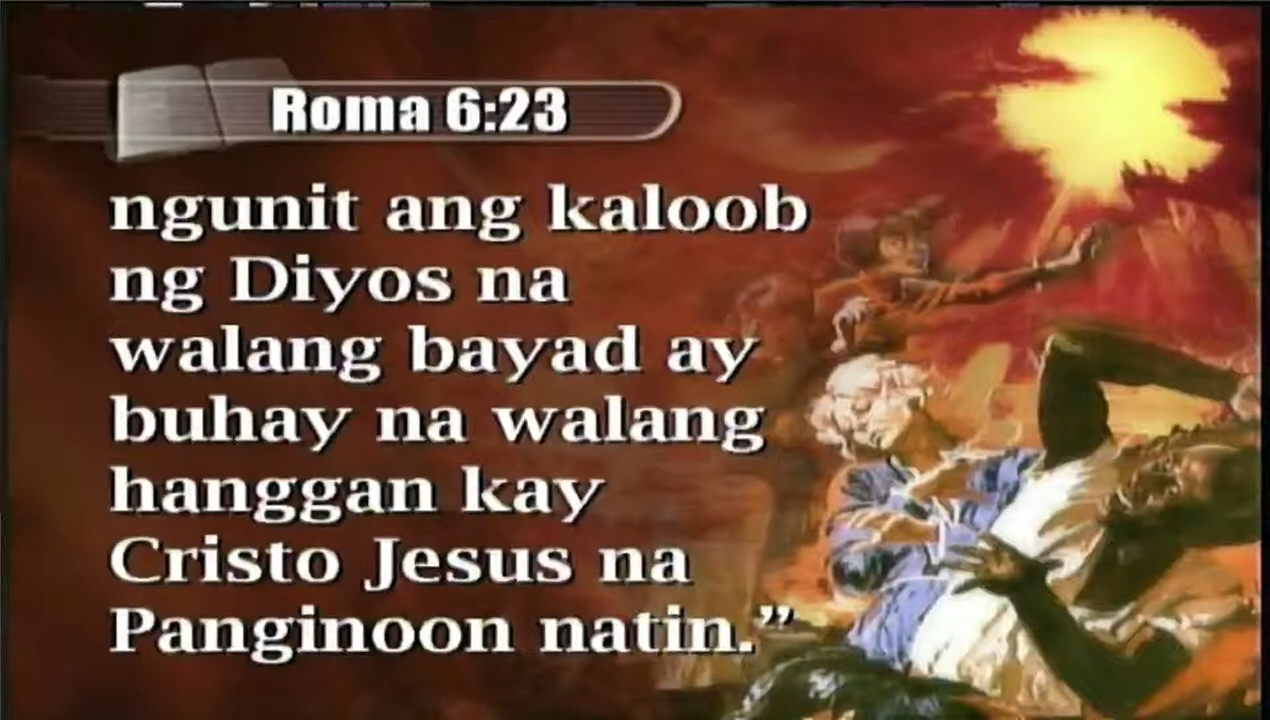 Roma 6:23
ngunit ang kaloob
ng Diyos na
walang bayad ay
buhay na walang
hanggan kay
Cristo Jesus na
Panginoon natin.”